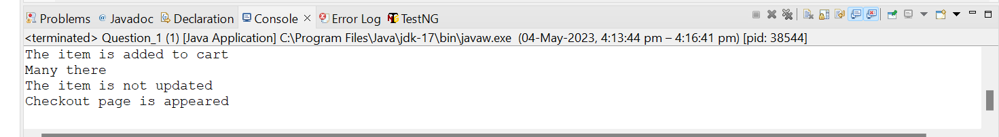 Problems @ Javadoc Declaration Console Error Log TestNG
<terminated> Question_1 (1) [Java Application] C:\Program Files\Java\jdk-17\bin\javaw.exe (04-May-2023, 4:13:44 pm – 4:16:41 pm) [pid: 38544]
The item is added to cart
Many there
The item is not updated
Checkout page is appeared